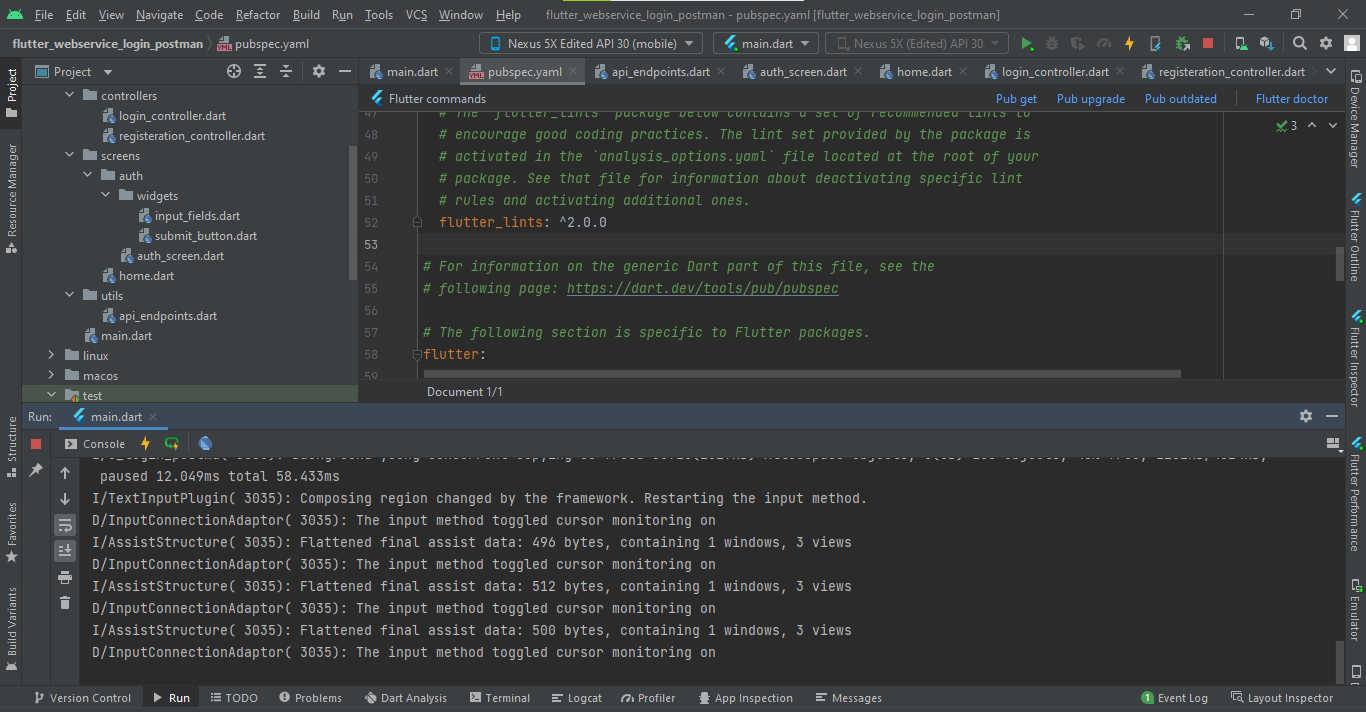 File Edit View Navigate Code Refactor Build Run Tools VCS Window Help flutter_webservice_login_postman - pubspec.yaml [flutter_webservice_login_postman]
flutter_webservice_login_postman pubspec.yaml Nexus 5X Edited API 30 (mobile) main.dart Nexus 5X (Edited) API 30
Project main.dart pubspec.yaml api_endpoints.dart auth_screen.dart home.dart login_controller.dart registeration_controller.dart
Flutter commands Pub get Pub upgrade Pub outdated Flutter doctor
controllers
login_controller.dart
registeration_controller.dart
screens
auth
widgets
input_fields.dart
submit_button.dart
auth_screen.dart
home.dart
utils
api_endpoints.dart
main.dart
linux
macos
test
47 # The `flutter_lints` package below contains a set of recommended lints to
48 # encourage good coding practices. The lint set provided by the package is
49 # activated in the `analysis_options.yaml` file located at the root of your
50 # package. See that file for information about deactivating specific lint
51 # rules and activating additional ones.
52 flutter_lints: ^2.0.0
53
54 # For information on the generic Dart part of this file, see the
55 # following page: https://dart.dev/tools/pub/pubspec
56
57 # The following section is specific to Flutter packages.
58 flutter:
59
3
Document 1/1
Run: main.dart
Console
paused 12.049ms total 58.433ms
I/TextInputPlugin( 3035): Composing region changed by the framework. Restarting the input method.
D/InputConnectionAdaptor( 3035): The input method toggled cursor monitoring on
I/AssistStructure( 3035): Flattened final assist data: 496 bytes, containing 1 windows, 3 views
D/InputConnectionAdaptor( 3035): The input method toggled cursor monitoring on
I/AssistStructure( 3035): Flattened final assist data: 512 bytes, containing 1 windows, 3 views
D/InputConnectionAdaptor( 3035): The input method toggled cursor monitoring on
I/AssistStructure( 3035): Flattened final assist data: 500 bytes, containing 1 windows, 3 views
D/InputConnectionAdaptor( 3035): The input method toggled cursor monitoring on
Version Control Run TODO Problems Dart Analysis Terminal Logcat Profiler App Inspection Messages 1 Event Log Layout Inspector
Project
Resource Manager
Structure
Favorites
Build Variants
Device Manager
Flutter Outline
Flutter Inspector
Flutter Performance
Emulator